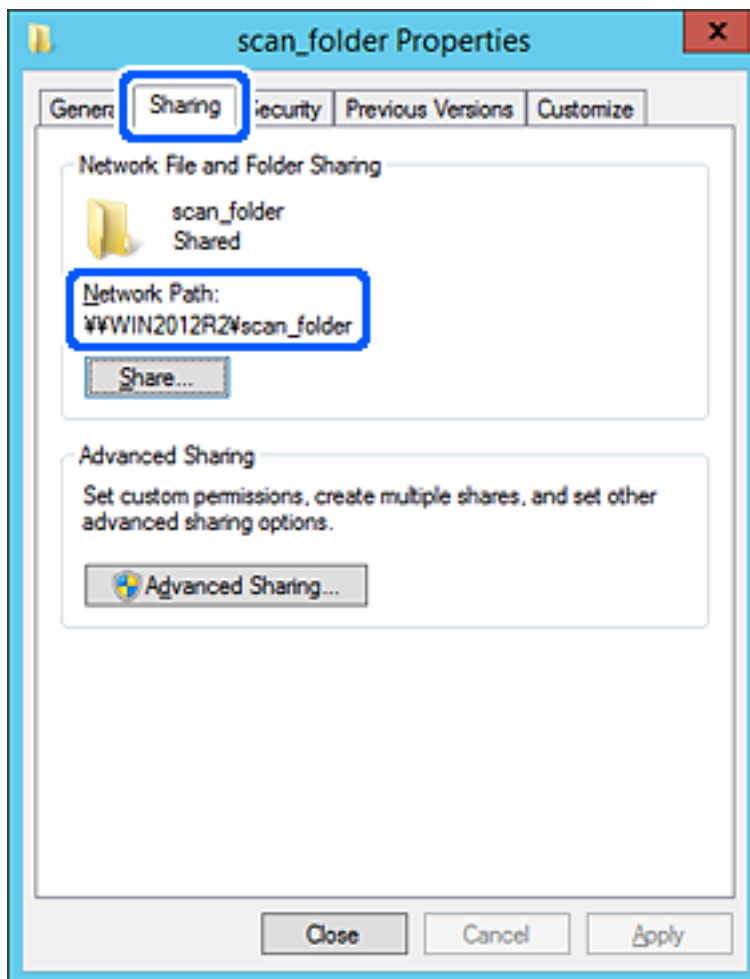 scan_folder Properties
x
General Sharing Security Previous Versions Customize
Network File and Folder Sharing
scan_folder
Shared
Network Path:
¥¥WIN2012R2¥scan_folder
Share...
Advanced Sharing
Set custom permissions, create multiple shares, and set other
advanced sharing options.
Advanced Sharing...
Close Cancel Apply